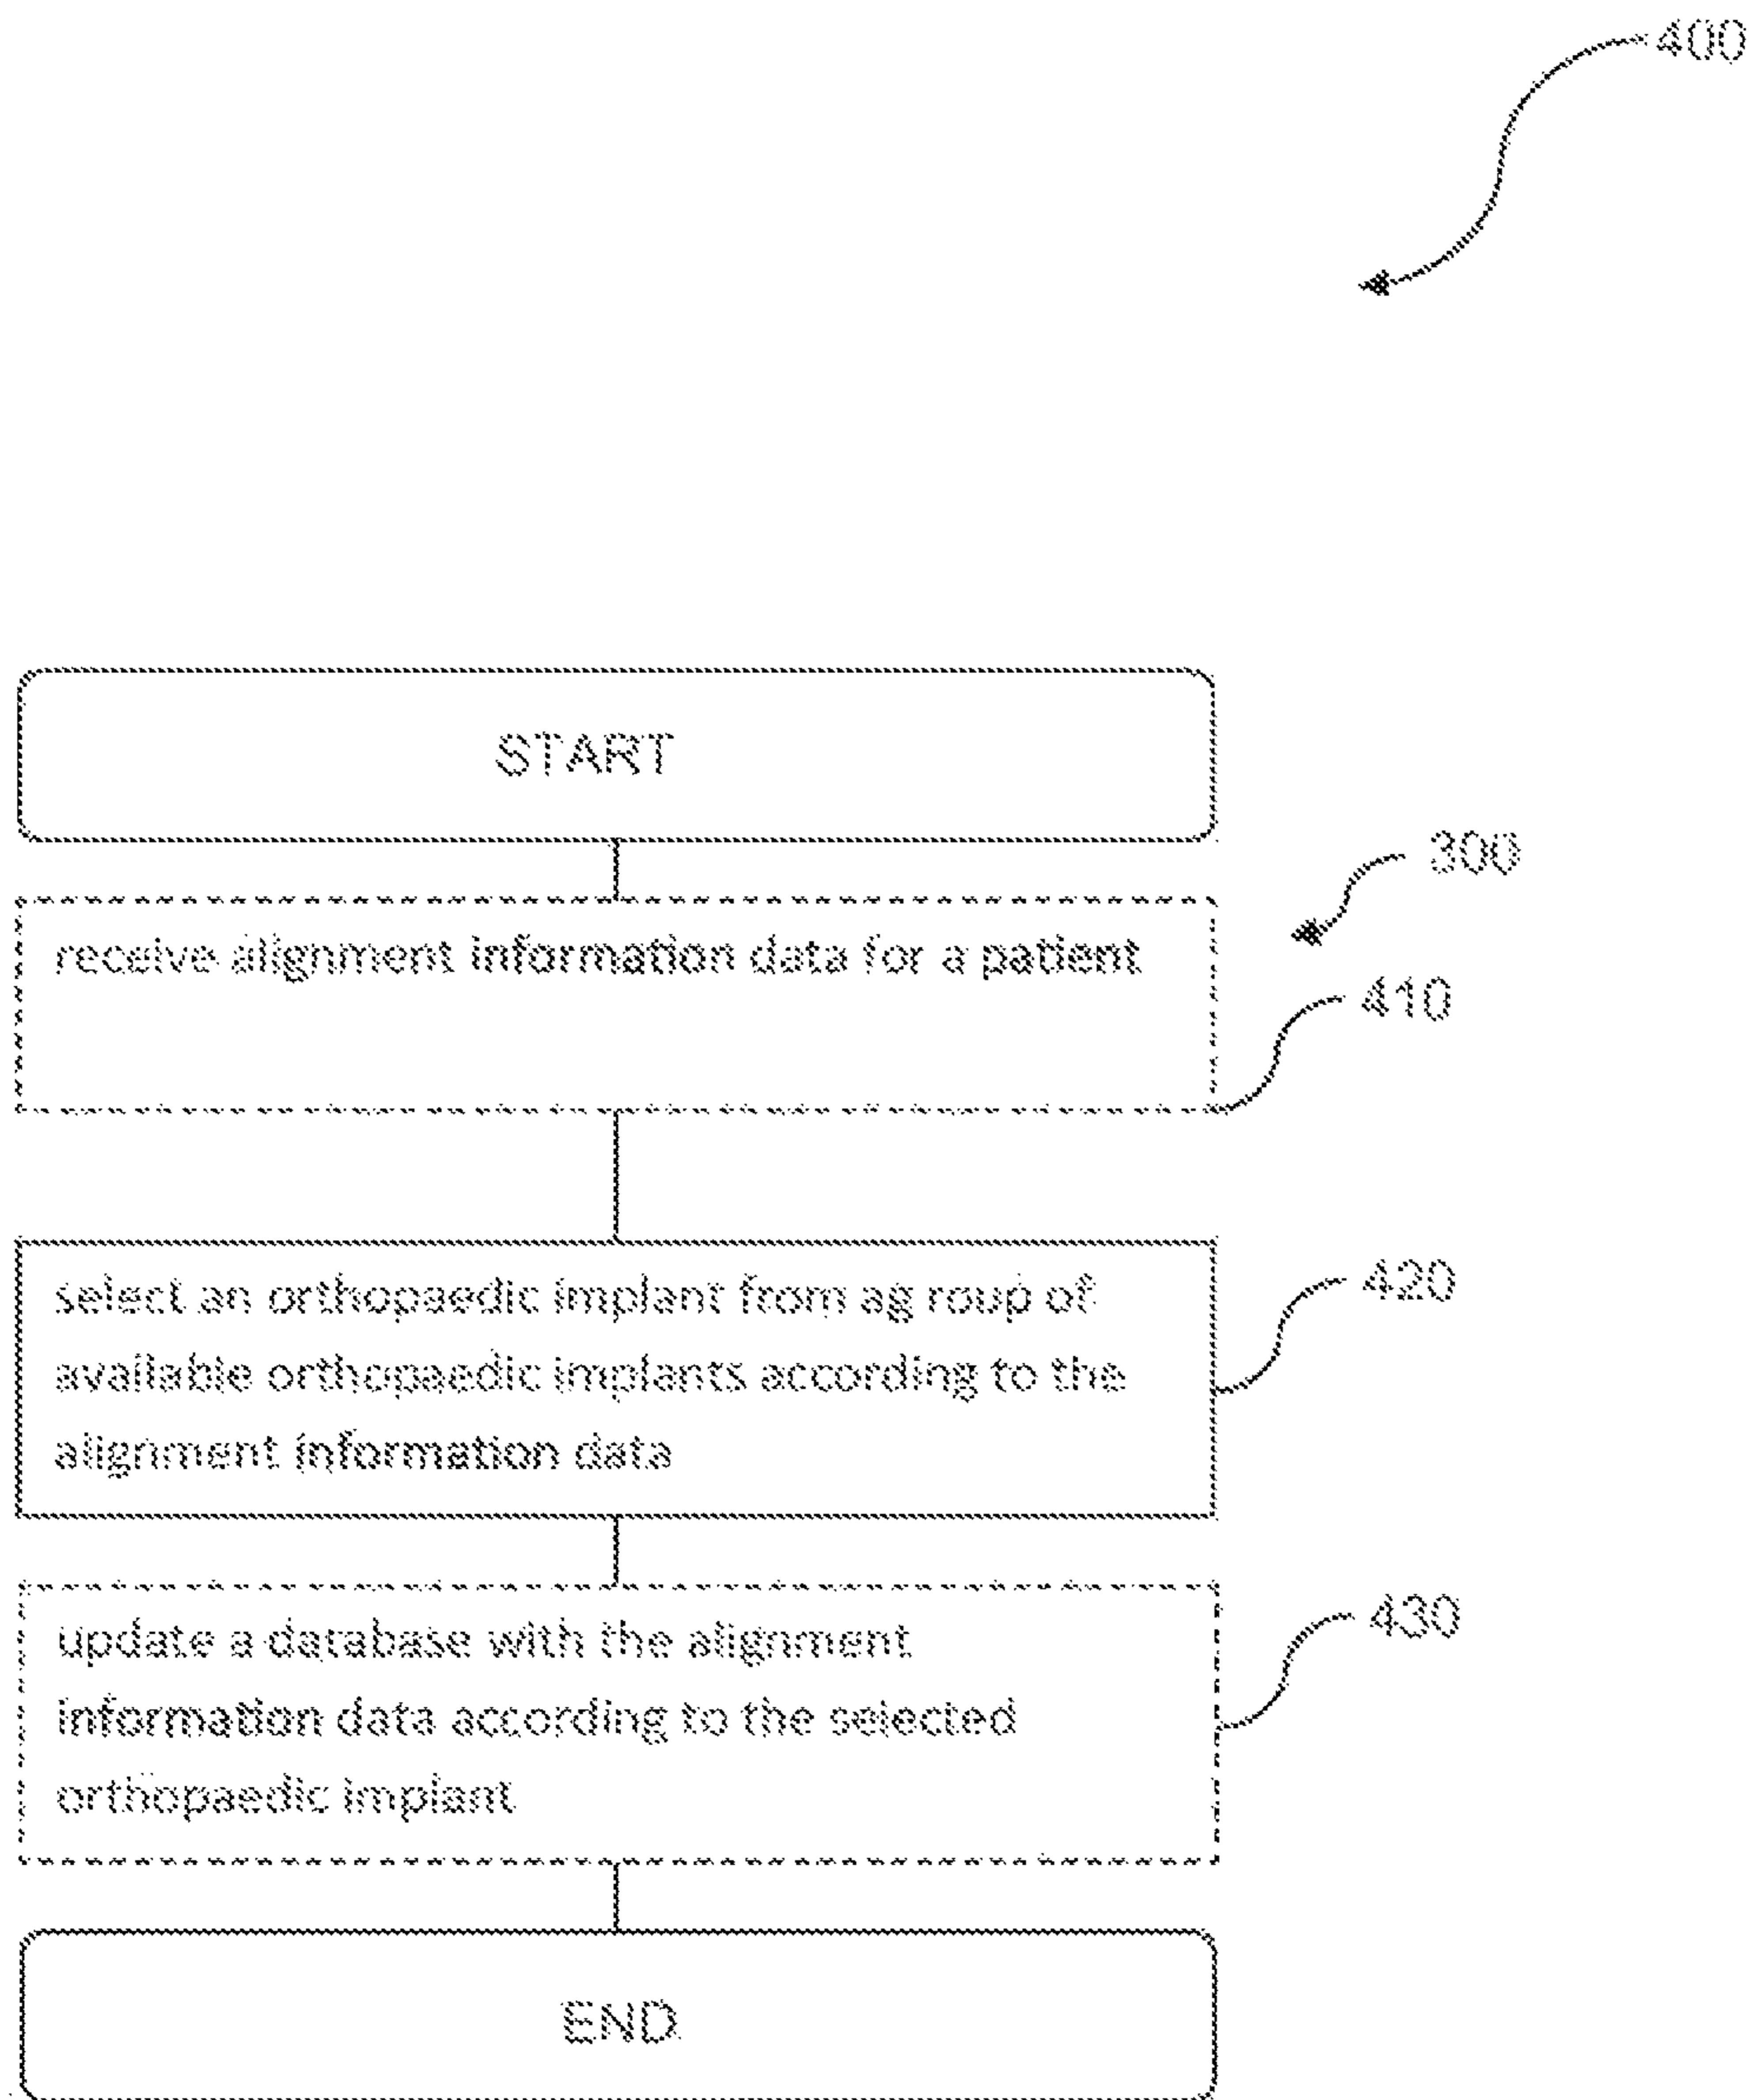 400
START
300
receive alignment information data for a patient
410
select an orthopaedic implant from ag roup of
available orthopaedic implants according to the
alignment information data
420
update a database with the alignment
information data according to the selected
orthopaedic implant
430
END